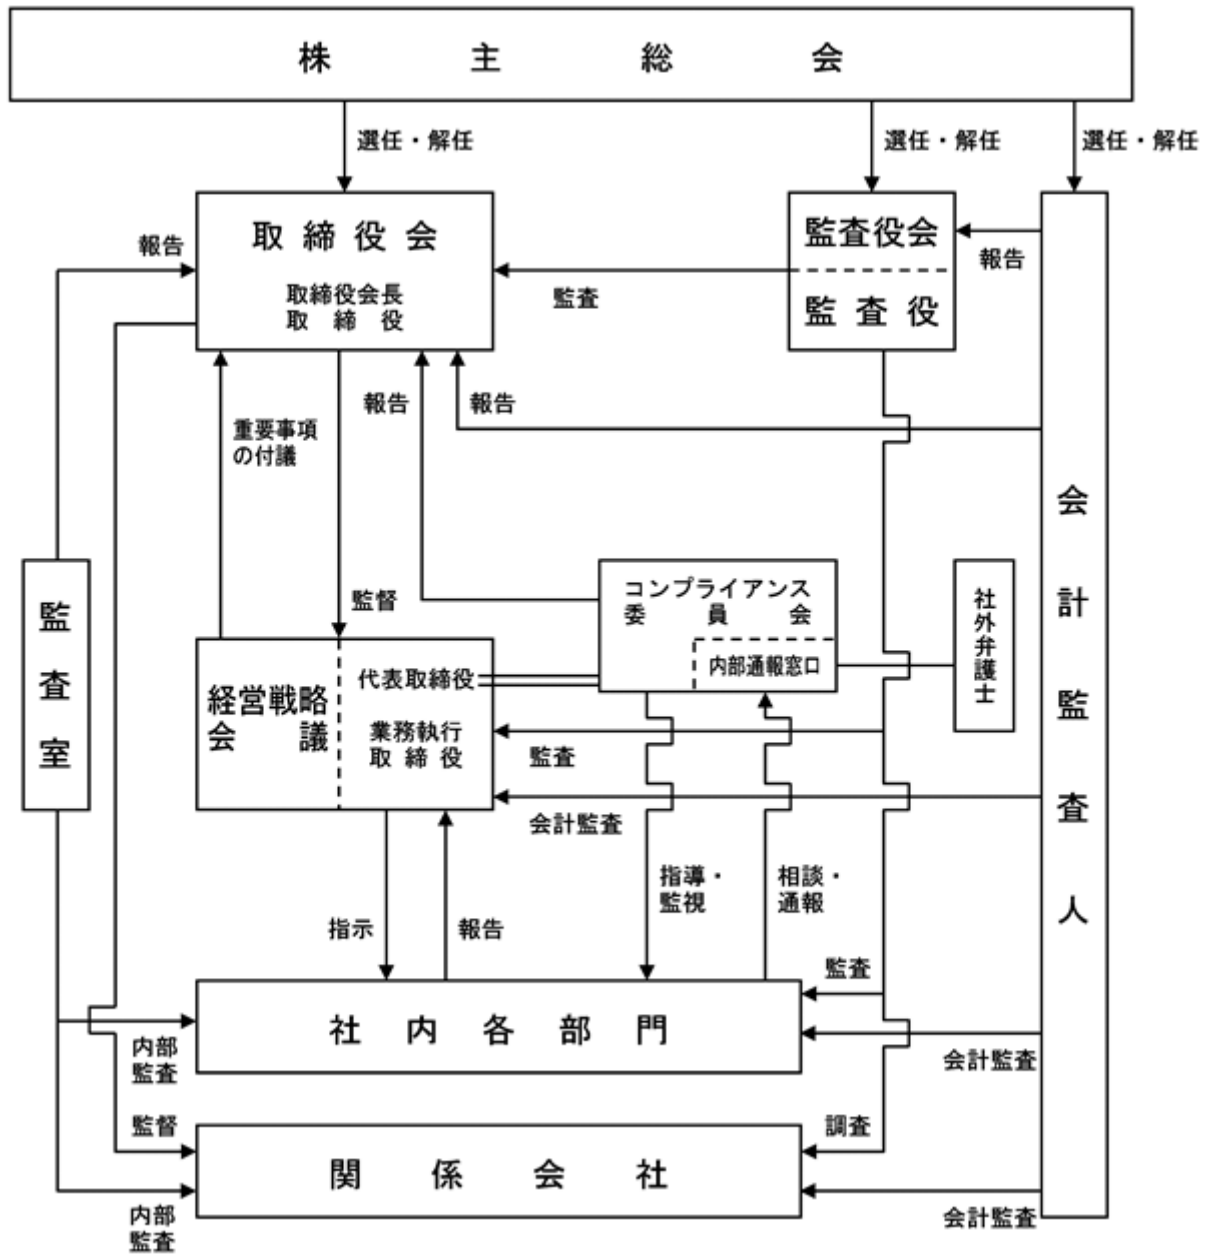 株主総会
選任・解任
選任・解任
選任・解任
取締役会
取締役会長
取締役
監査役会
監査役
報告
報告
監査
報告
報告
重要事項
の付議
監督
会計監査人
監査室
コンプライアンス
委員会
内部通報窓口
社外弁護士
経営戦略
会議
代表取締役
業務執行
取締役
監査
会計監査
指導・
監視
相談・
通報
指示
報告
監査
社内各部門
内部
監査
会計監査
監督
調査
関係会社
内部
監査
会計監査